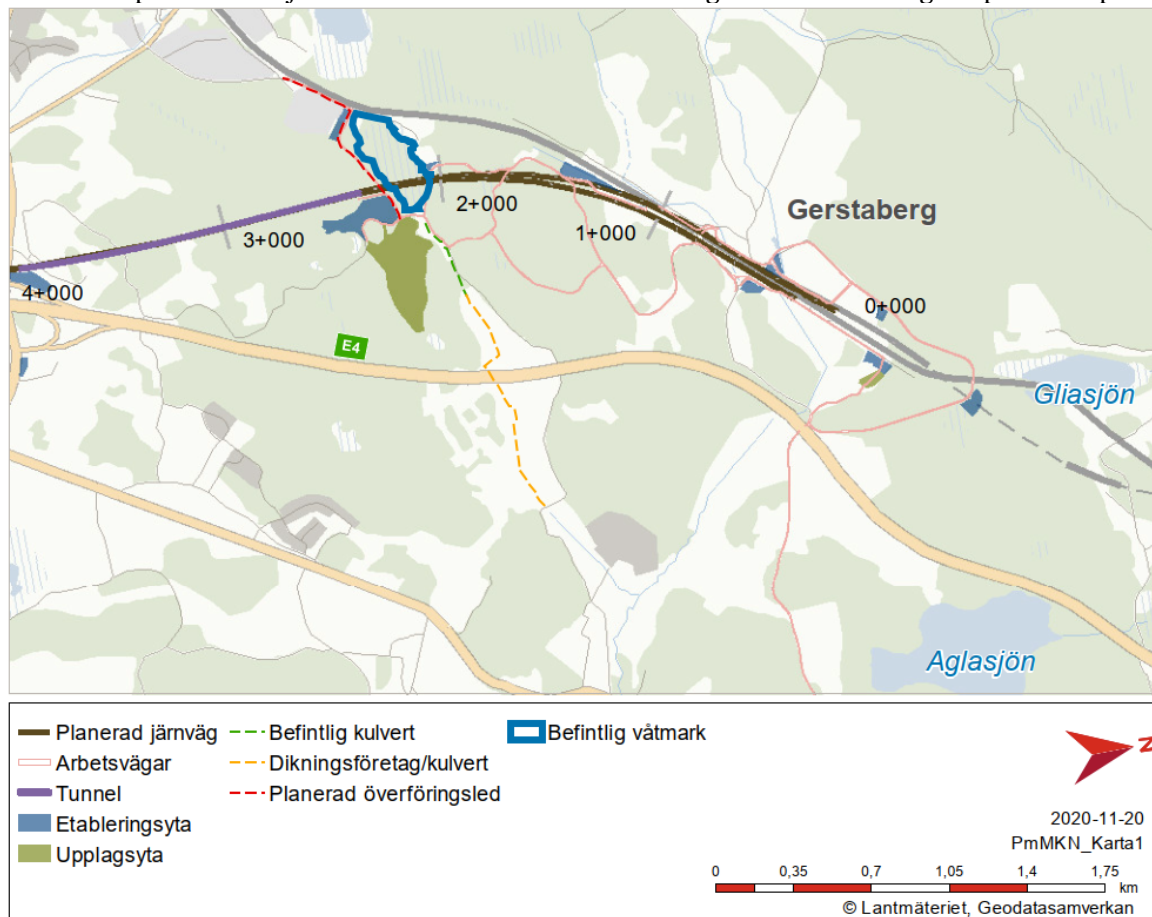 Gerstaberg
2+000
1+000
3+000
0+000
4+000
E4
Gliasjön
Aglasjön
Planerad järnväg
Arbetsvägar
Tunnel
Etableringsyta
Upplagsyta
Befintlig kulvert
Dikningsföretag/kulvert
Planerad överföringsled
Befintlig våtmark
N
2020-11-20
PmMKN_Karta1
0 0,35 0,7 1,05 1,4 1,75
km
© Lantmäteriet, Geodatasamverkan